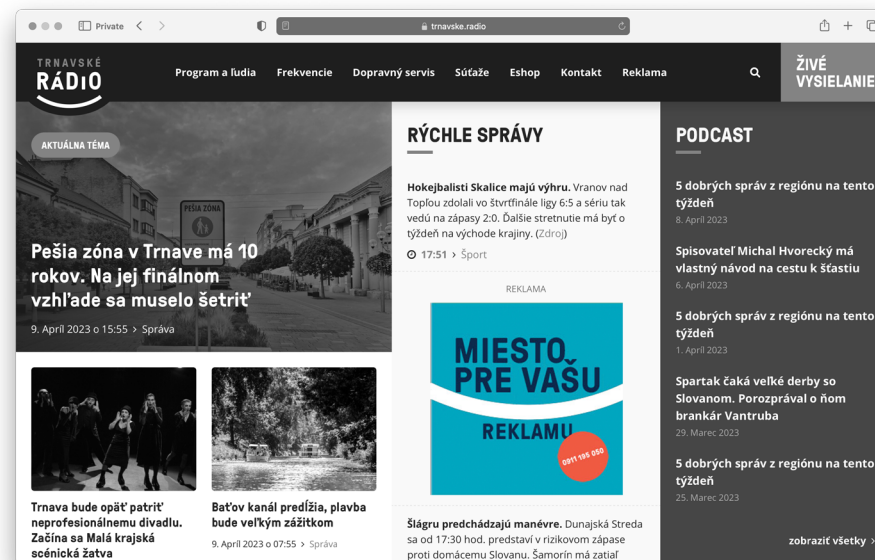 Private
trnavske.radio
TRNAVSKÉ
RÁDIO
Program a ľudia
Frekvencie
Dopravný servis
Súťaže
Eshop
Kontakt
Reklama
ŽIVÉ
VYSIELANIE
AKTUÁLNA TÉMA
PEŠIA ZÓNA
Pešia zóna v Trnave má 10
rokov. Na jej finálnom
vzhľade sa muselo šetriť
9. Apríl 2023 o 15:55 > Správa
Trnava bude opäť patriť
neprofesionálnemu divadlu.
Začína sa Malá krajská
scénická žatva
Baťov kanál predĺžia, plavba
bude veľkým zážitkom
9. Apríl 2023 o 07:55 > Správa
RÝCHLE SPRÁVY
Hokejbalisti Skalice majú výhru. Vranov nad
Topľou zdolali vo štvrťfinále ligy 6:5 a sériu tak
vedú na zápasy 2:0. Ďalšie stretnutie má byť o
týždeň na východe krajiny. (Zdroj)
17:51 > Šport
REKLAMA
MIESTO
PRE VAŠU
REKLAMU
0911 195 050
Šlágru predchádzajú manévre. Dunajská Streda
sa od 17:30 hod. predstaví v rizikovom zápase
proti domácemu Slovanu. Šamorín má zatiaľ
PODCAST
5 dobrých správ z regiónu na tento
týždeň
8. Apríl 2023
Spisovateľ Michal Hvorecký má
vlastný návod na cestu k šťastiu
6. Apríl 2023
5 dobrých správ z regiónu na tento
týždeň
1. Apríl 2023
Spartak čaká veľké derby so
Slovanom. Porozprával o ňom
brankár Vantruba
29. Marec 2023
5 dobrých správ z regiónu na tento
týždeň
25. Marec 2023
zobraziť všetky >